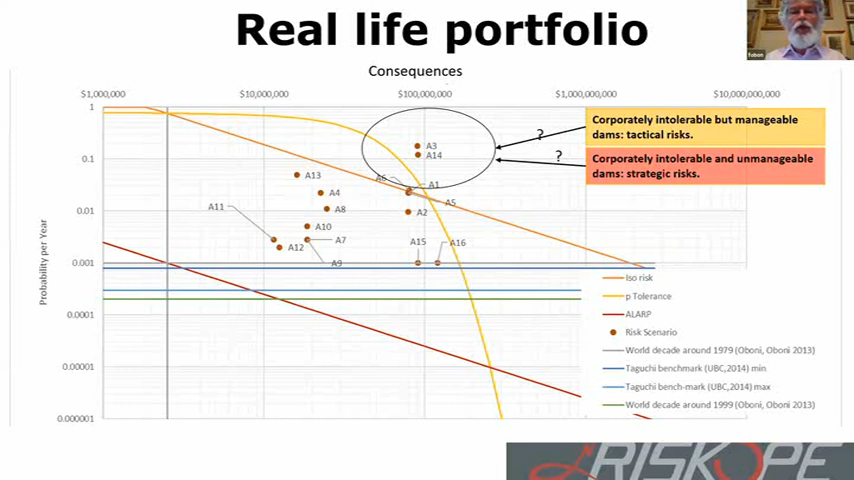 Real life portfolio
Consequences
$1,000,000
$10,000,000
$100,000,000
$1,000,000,000
$10,000,000,000
Probability per Year
1
0.1
0.01
0.001
0.0001
0.00001
0.000001
A3
A14
A13
A6
A1
A4
A5
A11
A8
A2
A10
A7
A12
A9
A15
A16
?
?
Corporately intolerable but manageable
dams: tactical risks.
Corporately intolerable and unmanageable
dams: strategic risks.
Iso risk
p Tolerance
ALARP
Risk Scenario
World decade around 1979 (Oboni, Oboni 2013)
Taguchi benchmark (UBC,2014) min
Taguchi bench-mark (UBC,2014) max
World decade around 1999 (Oboni, Oboni 2013)
RISKOPE